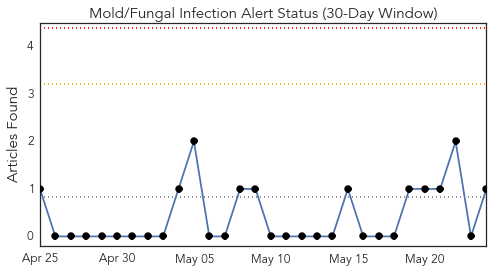 Mold/Fungal Infection Alert Status (30-Day Window)
Articles Found
4
3
2
1
0
Apr 25 Apr 30 May 05 May 10 May 15 May 20